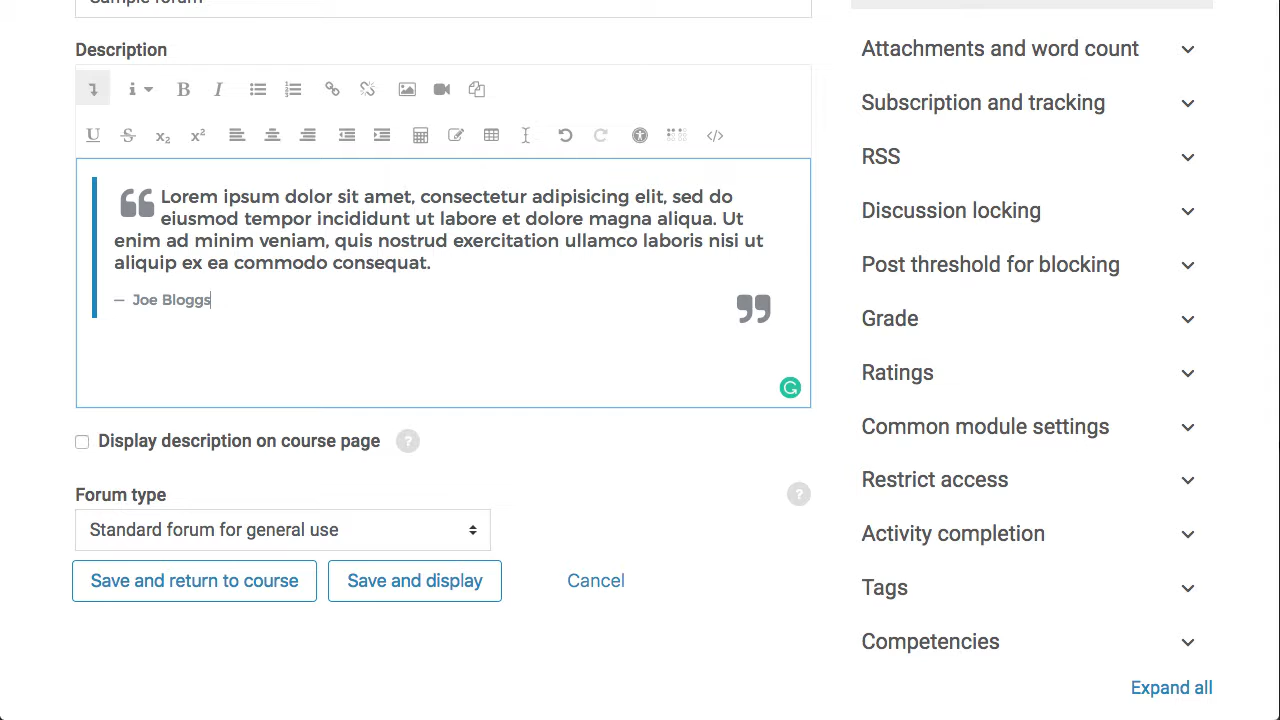 Sample forum
Description
Lorem ipsum dolor sit amet, consectetur adipisicing elit, sed do
eiusmod tempor incididunt ut labore et dolore magna aliqua. Ut
enim ad minim veniam, quis nostrud exercitation ullamco laboris nisi ut
aliquip ex ea commodo consequat.
— Joe Bloggs
Display description on course page
Forum type
Standard forum for general use
Save and return to course
Save and display
Cancel
Attachments and word count
Subscription and tracking
RSS
Discussion locking
Post threshold for blocking
Grade
Ratings
Common module settings
Restrict access
Activity completion
Tags
Competencies
Expand all